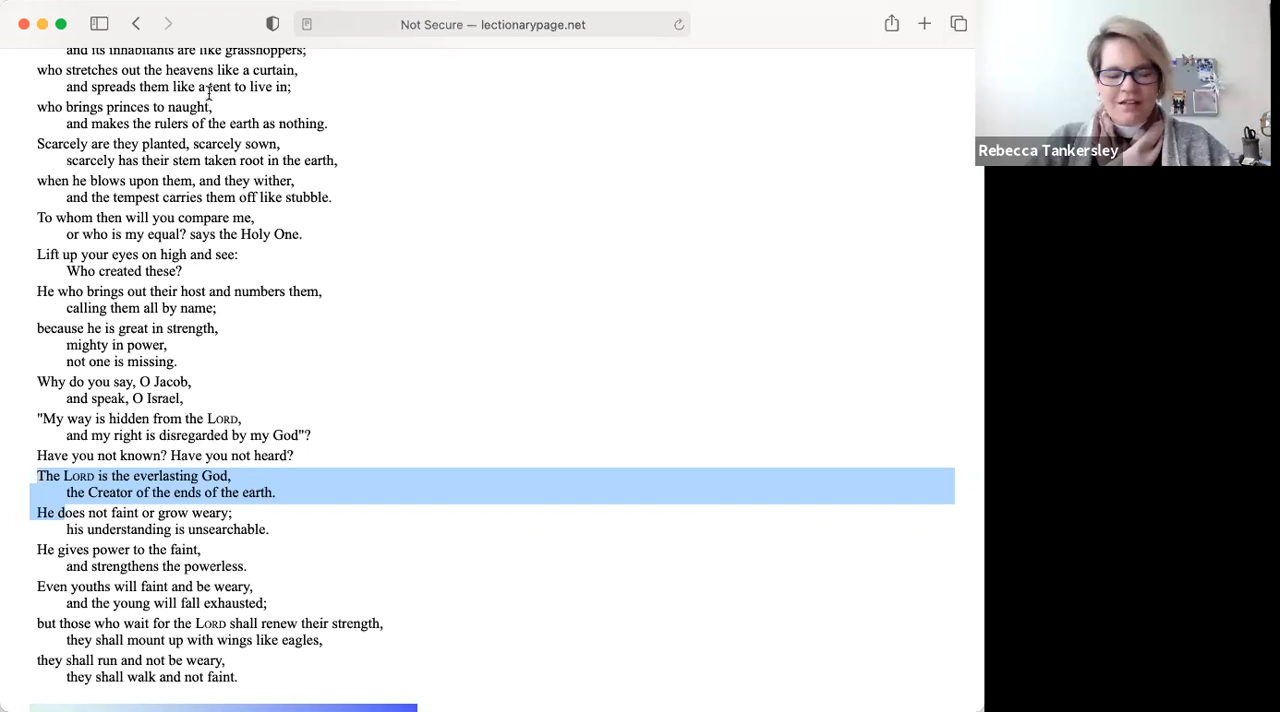 Not Secure — lectionarypage.net
and its inhabitants are like grasshoppers;
who stretches out the heavens like a curtain,
and spreads them like a tent to live in;
who brings princes to naught,
and makes the rulers of the earth as nothing.
Scarcely are they planted, scarcely sown,
scarcely has their stem taken root in the earth,
when he blows upon them, and they wither,
and the tempest carries them off like stubble.
To whom then will you compare me,
or who is my equal? says the Holy One.
Lift up your eyes on high and see:
Who created these?
He who brings out their host and numbers them,
calling them all by name;
because he is great in strength,
mighty in power,
not one is missing.
Why do you say, O Jacob,
and speak, O Israel,
"My way is hidden from the LORD,
and my right is disregarded by my God"?
Have you not known? Have you not heard?
The LORD is the everlasting God,
the Creator of the ends of the earth.
He does not faint or grow weary;
his understanding is unsearchable.
He gives power to the faint,
and strengthens the powerless.
Even youths will faint and be weary,
and the young will fall exhausted;
but those who wait for the LORD shall renew their strength,
they shall mount up with wings like eagles,
they shall run and not be weary,
they shall walk and not faint.
Rebecca Tankersley